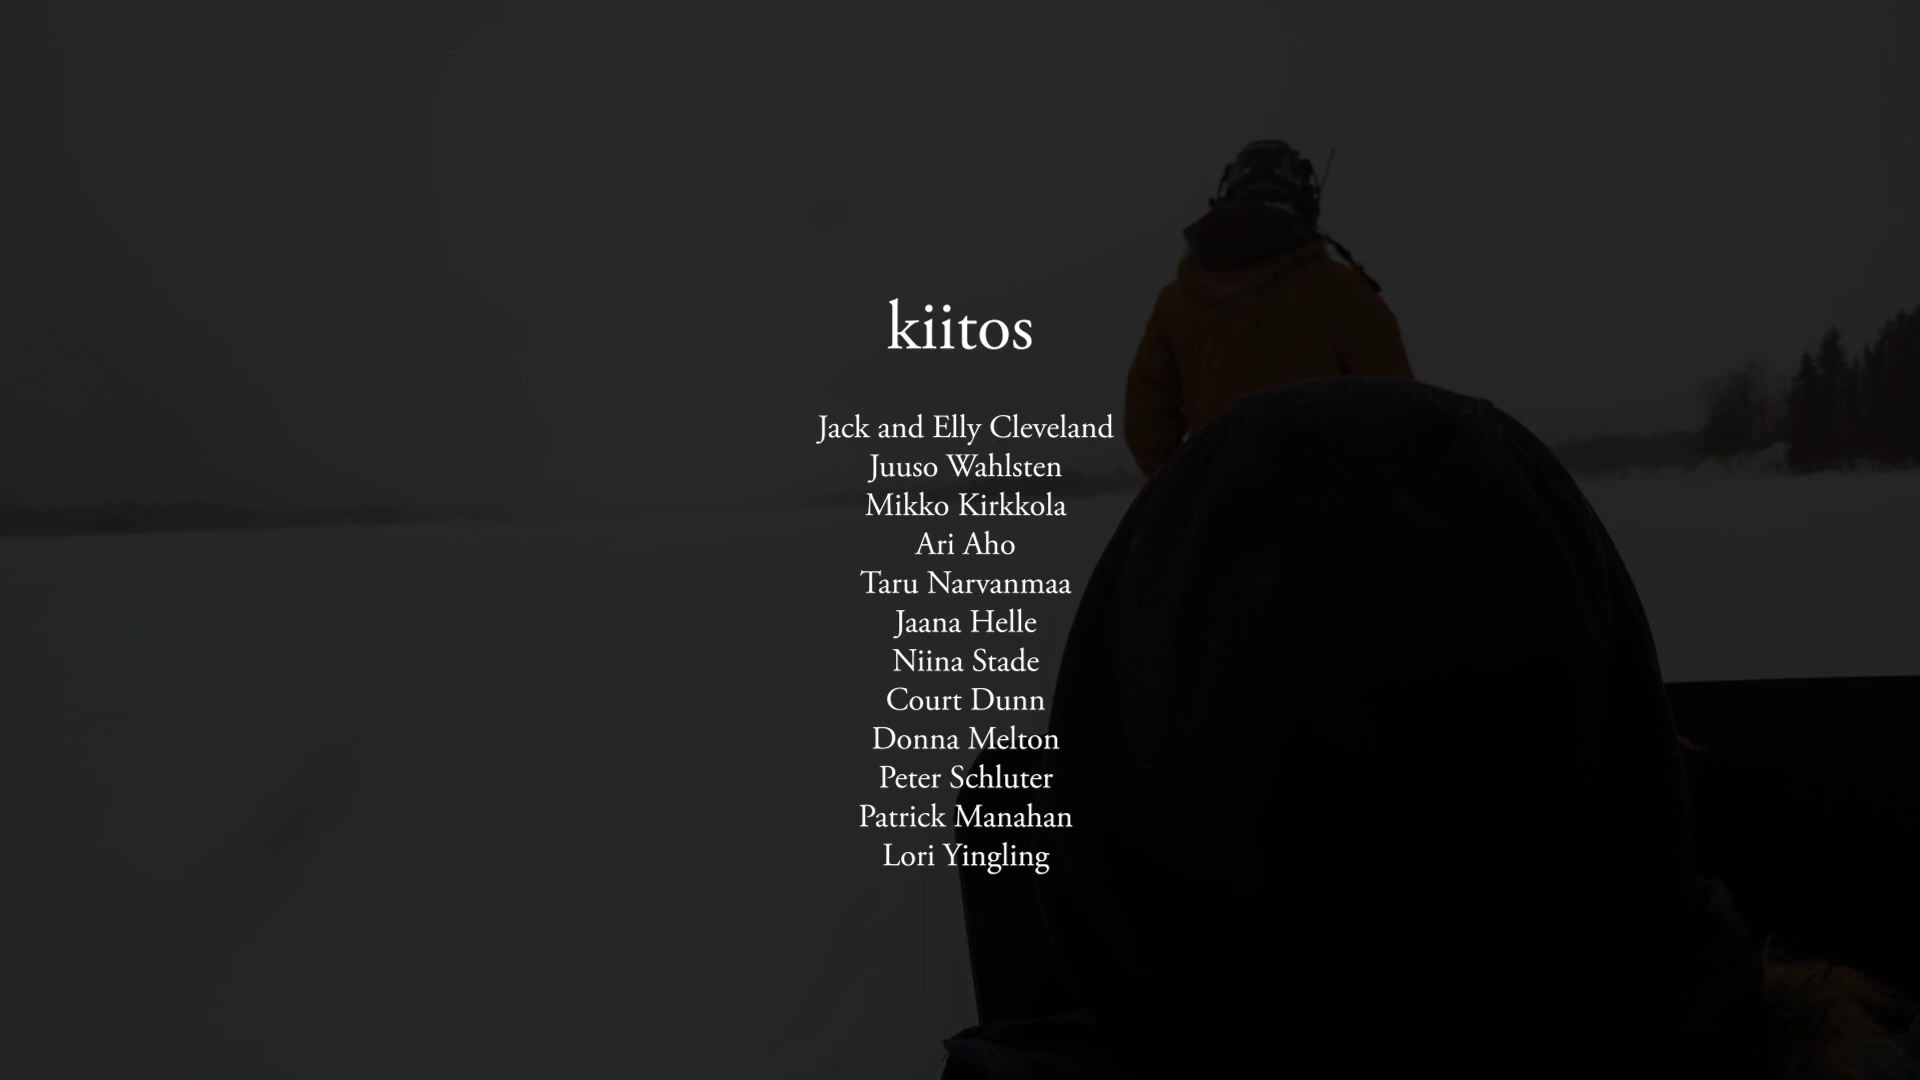 kiitos
Jack and Elly Cleveland
Juuso Wahlsten
Mikko Kirkkola
Ari Aho
Taru Narvanmaa
Jaana Helle
Niina Stade
Court Dunn
Donna Melton
Peter Schluter
Patrick Manahan
Lori Yingling